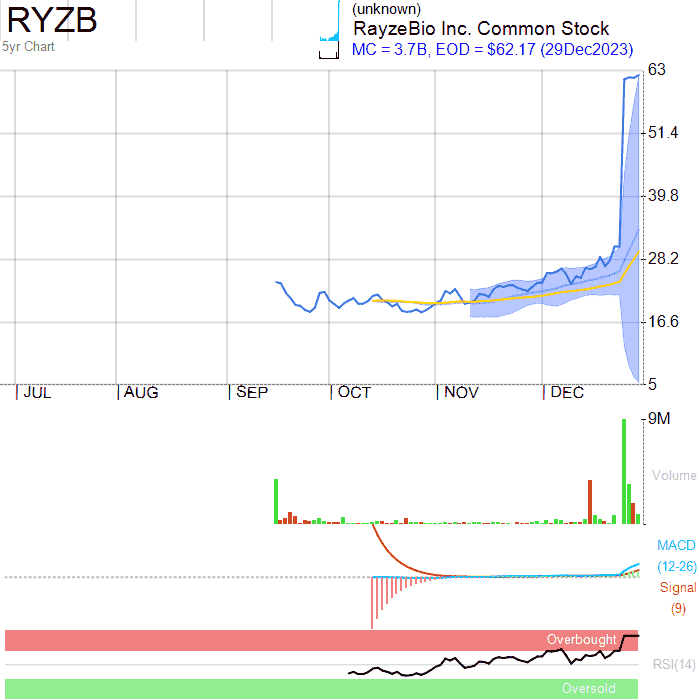 RYZB
5yr Chart
(unknown)
RayzeBio Inc. Common Stock
MC = 3.7B, EOD = $62.17 (29Dec2023)
63
51.4
39.8
28.2
16.6
5
JUL AUG SEP OCT NOV DEC
9M
Volume
MACD
(12-26)
Signal
(9)
Overbought
RSI(14)
Oversold